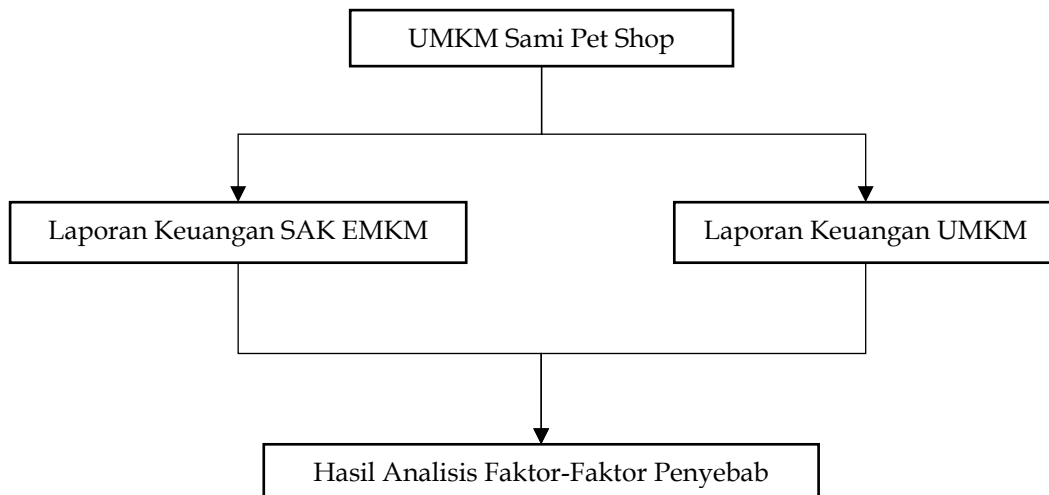 UMKM Sami Pet Shop
Laporan Keuangan SAK EMKM
Laporan Keuangan UMKM
Hasil Analisis Faktor-Faktor Penyebab